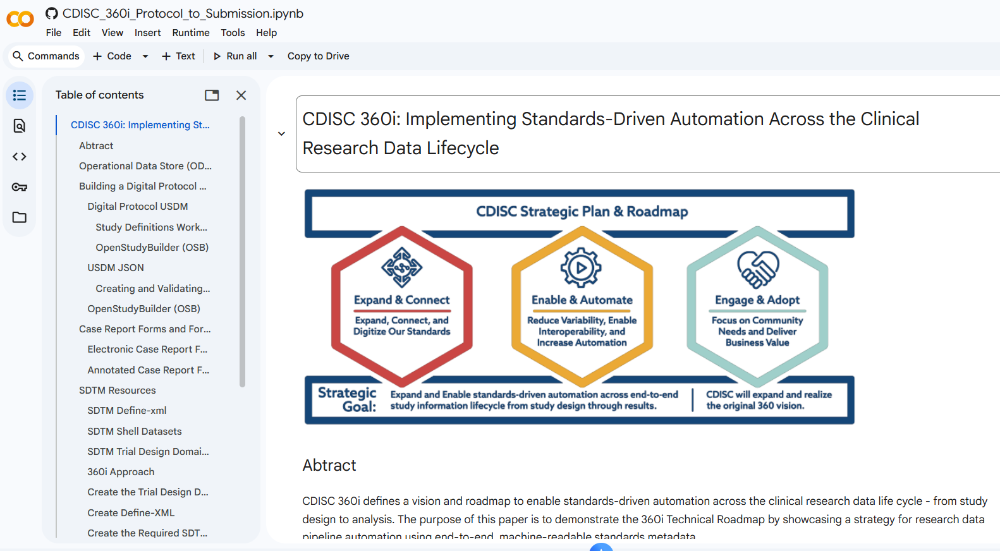 CDISC_360i_Protocol_to_Submission.ipynb
File Edit View Insert Runtime Tools Help
Commands + Code + Text Run all Copy to Drive
Table of contents
CDISC 360i: Implementing St...
Abtract
Operational Data Store (OD...
Building a Digital Protocol ...
Digital Protocol USDM
Study Definitions Work...
OpenStudyBuilder (OSB)
USDM JSON
Creating and Validating...
OpenStudyBuilder (OSB)
Case Report Forms and For...
Electronic Case Report F...
Annotated Case Report F...
SDTM Resources
SDTM Define-xml
SDTM Shell Datasets
SDTM Trial Design Domai...
360i Approach
Create the Trial Design D...
Create Define-XML
Create the Required SDT...
CDISC 360i: Implementing Standards-Driven Automation Across the Clinical
Research Data Lifecycle
CDISC Strategic Plan & Roadmap
Expand & Connect
Expand, Connect, and
Digitize Our Standards
Enable & Automate
Reduce Variability, Enable
Interoperability, and
Increase Automation
Engage & Adopt
Focus on Community
Needs and Deliver
Business Value
Strategic
Goal:
Expand and Enable standards-driven automation across end-to-end
study information lifecycle from study design through results.
CDISC will expand and realize
the original 360 vision.
Abtract
CDISC 360i defines a vision and roadmap to enable standards-driven automation across the clinical research data life cycle - from study
design to analysis. The purpose of this paper is to demonstrate the 360i Technical Roadmap by showcasing a strategy for research data
pipeline automation using end-to-end, machine-readable standards metadata.